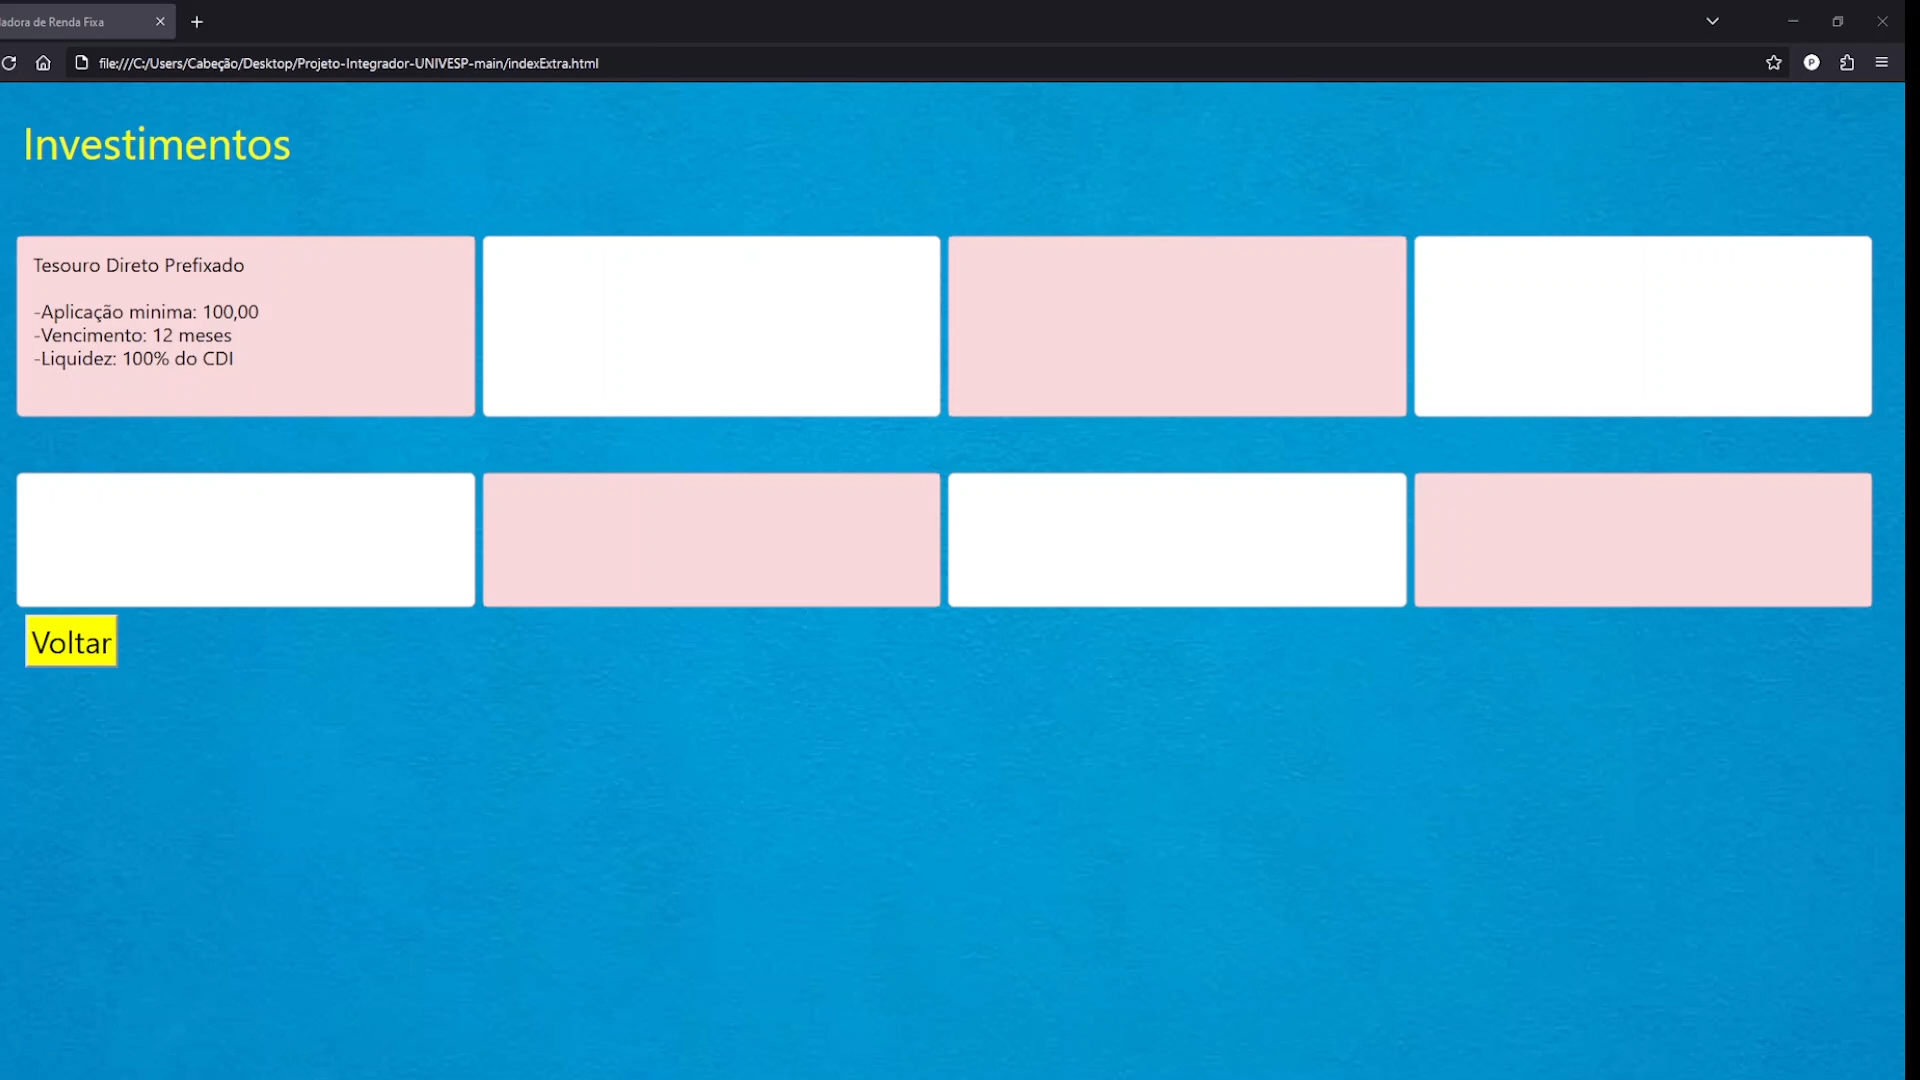 ladora de Renda Fixa
file:///C:/Users/Cabeção/Desktop/Projeto-Integrador-UNIVESP-main/indexExtra.html
P
Investimentos
Tesouro Direto Prefixado
-Aplicação minima: 100,00
-Vencimento: 12 meses
-Liquidez: 100% do CDI
Voltar